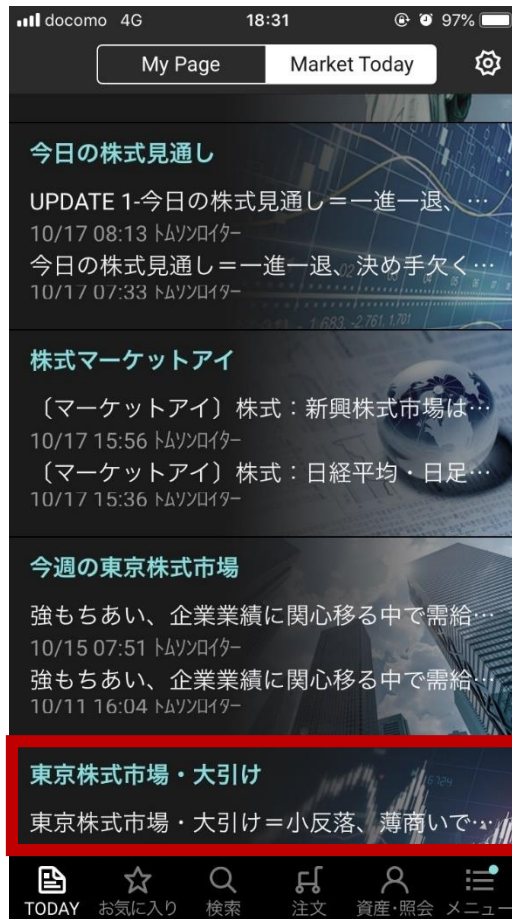 docomo 4G 18:31 97%
My Page Market Today
今日の株式見通し
UPDATE 1-今日の株式見通し＝一進一退、…
10/17 08:13 ﾄﾑｿﾝﾛｲﾀｰ
今日の株式見通し＝一進一退、決め手欠く…
10/17 07:33 ﾄﾑｿﾝﾛｲﾀｰ
株式マーケットアイ
〔マーケットアイ〕株式：新興株式市場は…
10/17 15:56 ﾄﾑｿﾝﾛｲﾀｰ
〔マーケットアイ〕株式：日経平均・日足…
10/17 15:36 ﾄﾑｿﾝﾛｲﾀｰ
今週の東京株式市場
強もちあい、企業業績に関心移る中で需給…
10/15 07:51 ﾄﾑｿﾝﾛｲﾀｰ
強もちあい、企業業績に関心移る中で需給…
10/11 16:04 ﾄﾑｿﾝﾛｲﾀｰ
東京株式市場・大引け
東京株式市場・大引け＝小反落、薄商いで…
TODAY お気に入り 検索 注文 資産・照会 メニュー